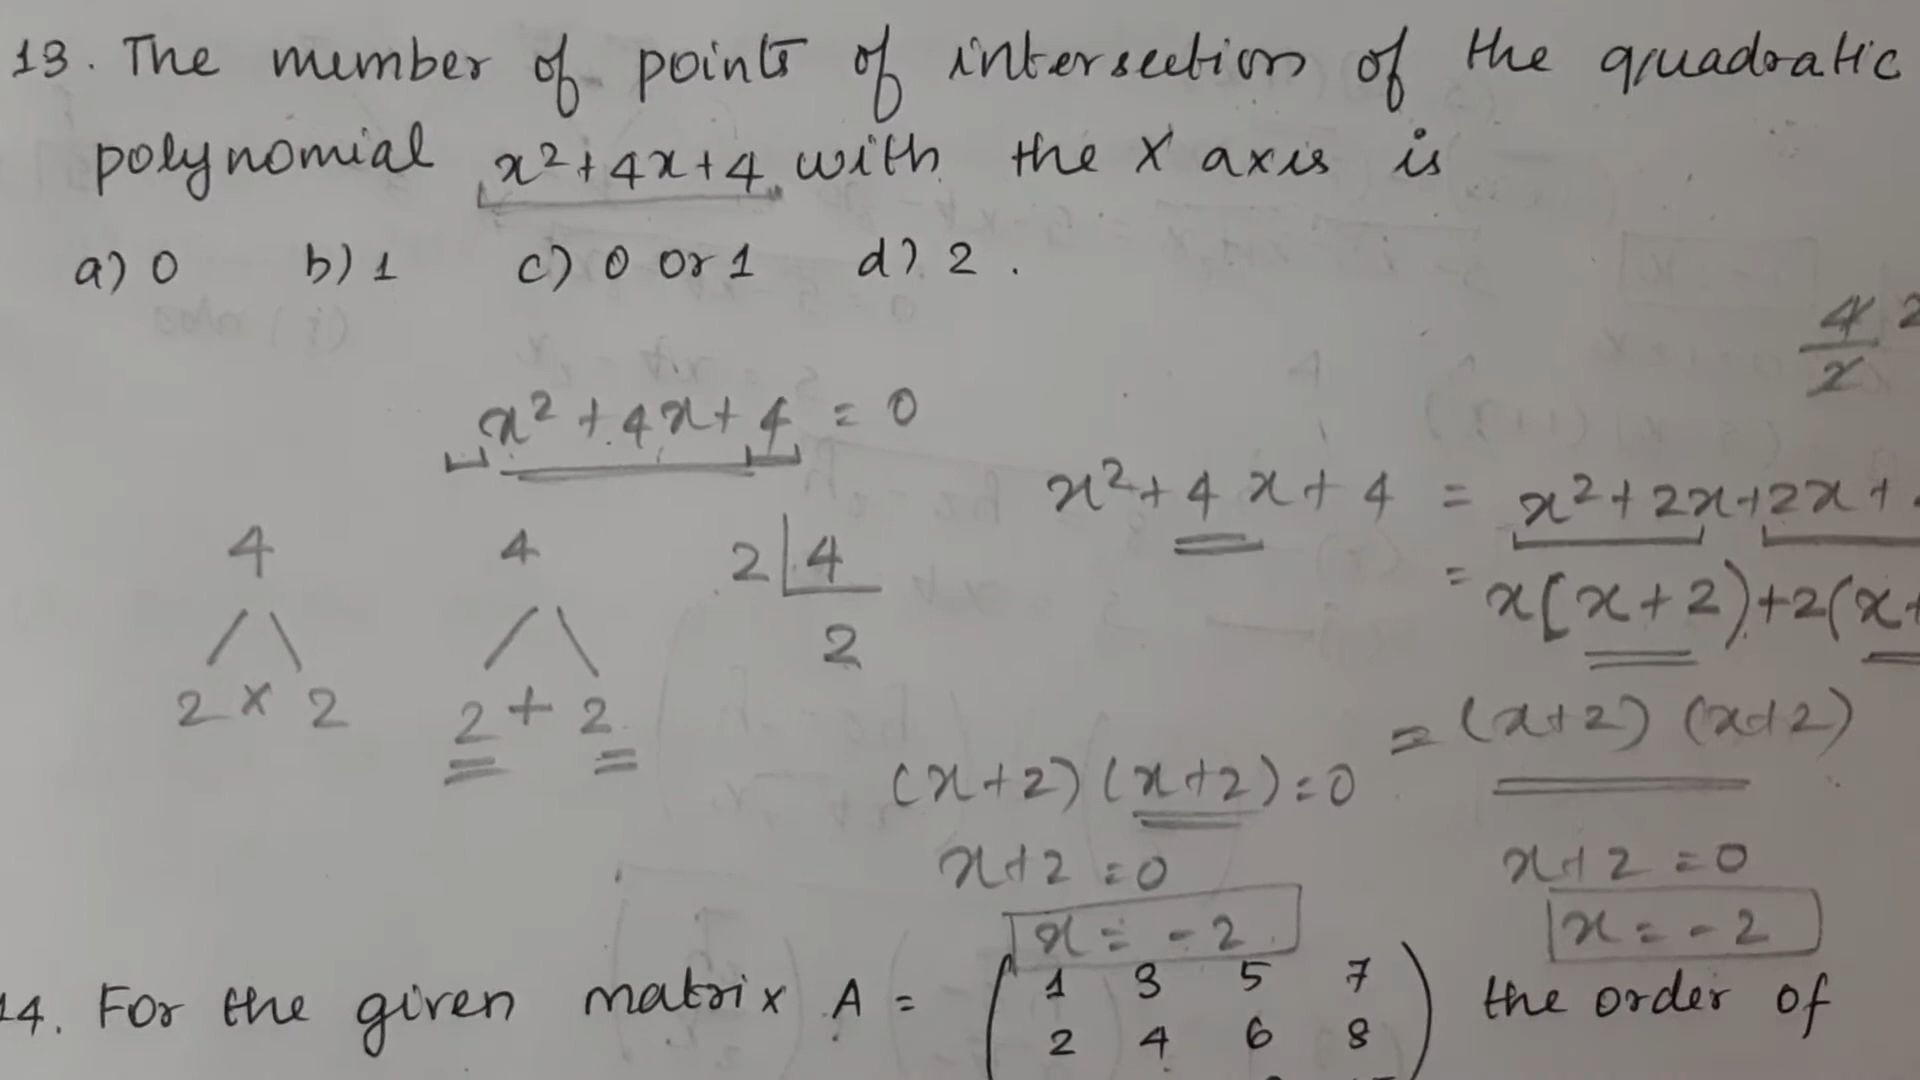 13. The number of points of intersection of the quadratic
polynomial x²+4x+4 with the X axis is
a) 0 b) 1 c) 0 or 1 d) 2.
x²+4x+4 = 0
4 2
2
x²+4x+4 = x²+2x+2x+
= x(x+2)+2(x+
4 4 2 4
2 × 2 2 + 2 2
= (x+2) (x+2)
(x+2) (x+2) = 0
x+2 = 0 x+2 = 0
x = -2 x = -2
14. For the given matrix A = ( 1 3 5 7 ) the order of
2 4 6 8